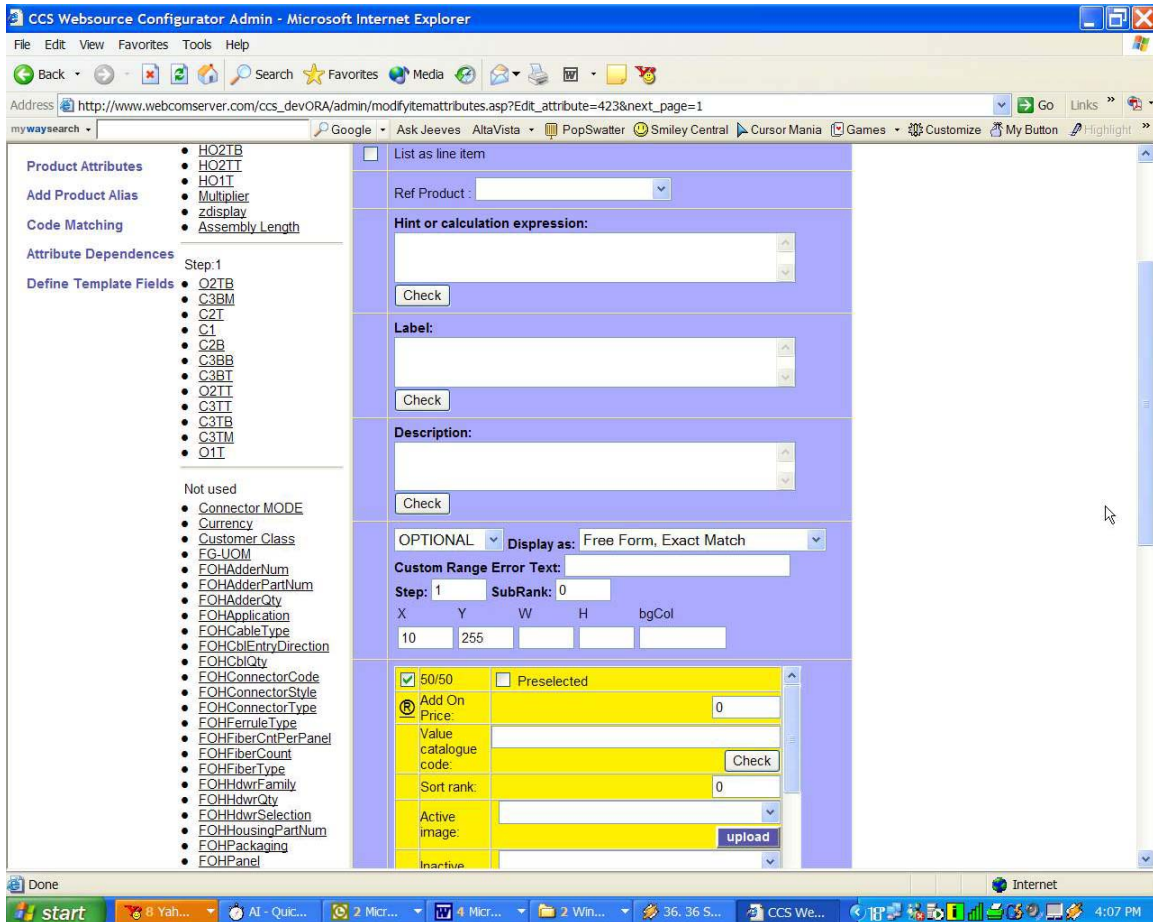 CCS Websource Configurator Admin - Microsoft Internet Explorer
File Edit View Favorites Tools Help
Back Search Favorites Media
Address http://www.webcomserver.com/ccs_devORA/admin/modifyitemattributes.asp?Edit_attribute=423&next_page=1 Go Links »
mywaysearch Google Ask Jeeves AltaVista PopSwatter Smiley Central Cursor Mania Games Customize My Button Highlight »
Product Attributes
Add Product Alias
Code Matching
Attribute Dependences
Define Template Fields
HO2TB
HO2TT
HO1T
Multiplier
zdisplay
Assembly Length
Step:1
O2TB
C3BM
C2T
C1
C2B
C3BB
C3BT
O2TT
C3TT
C3TB
C3TM
O1T
Not used
Connector MODE
Currency
Customer Class
FG-UOM
FOHAdderNum
FOHAdderPartNum
FOHAdderQty
FOHApplication
FOHCableType
FOHCblEntryDirection
FOHCblQty
FOHConnectorCode
FOHConnectorStyle
FOHConnectorType
FOHFerruleType
FOHFiberCntPerPanel
FOHFiberCount
FOHFiberType
FOHHdwrFamily
FOHHdwrQty
FOHHdwrSelection
FOHHousingPartNum
FOHPackaging
FOHPanel
List as line item
Ref Product :
Hint or calculation expression:
Check
Label:
Check
Description:
Check
OPTIONAL Display as: Free Form, Exact Match
Custom Range Error Text:
Step: 1 SubRank: 0
X Y W H bgCol
10 255
50/50 Preselected
® Add On Price: 0
Value catalogue code:
Check
Sort rank: 0
Active image:
upload
Inactive
Done Internet
start 8 Yah... AI - Quic... 2 Micr... 4 Micr... 2 Win... 36. 36 S... CCS We... 4:07 PM